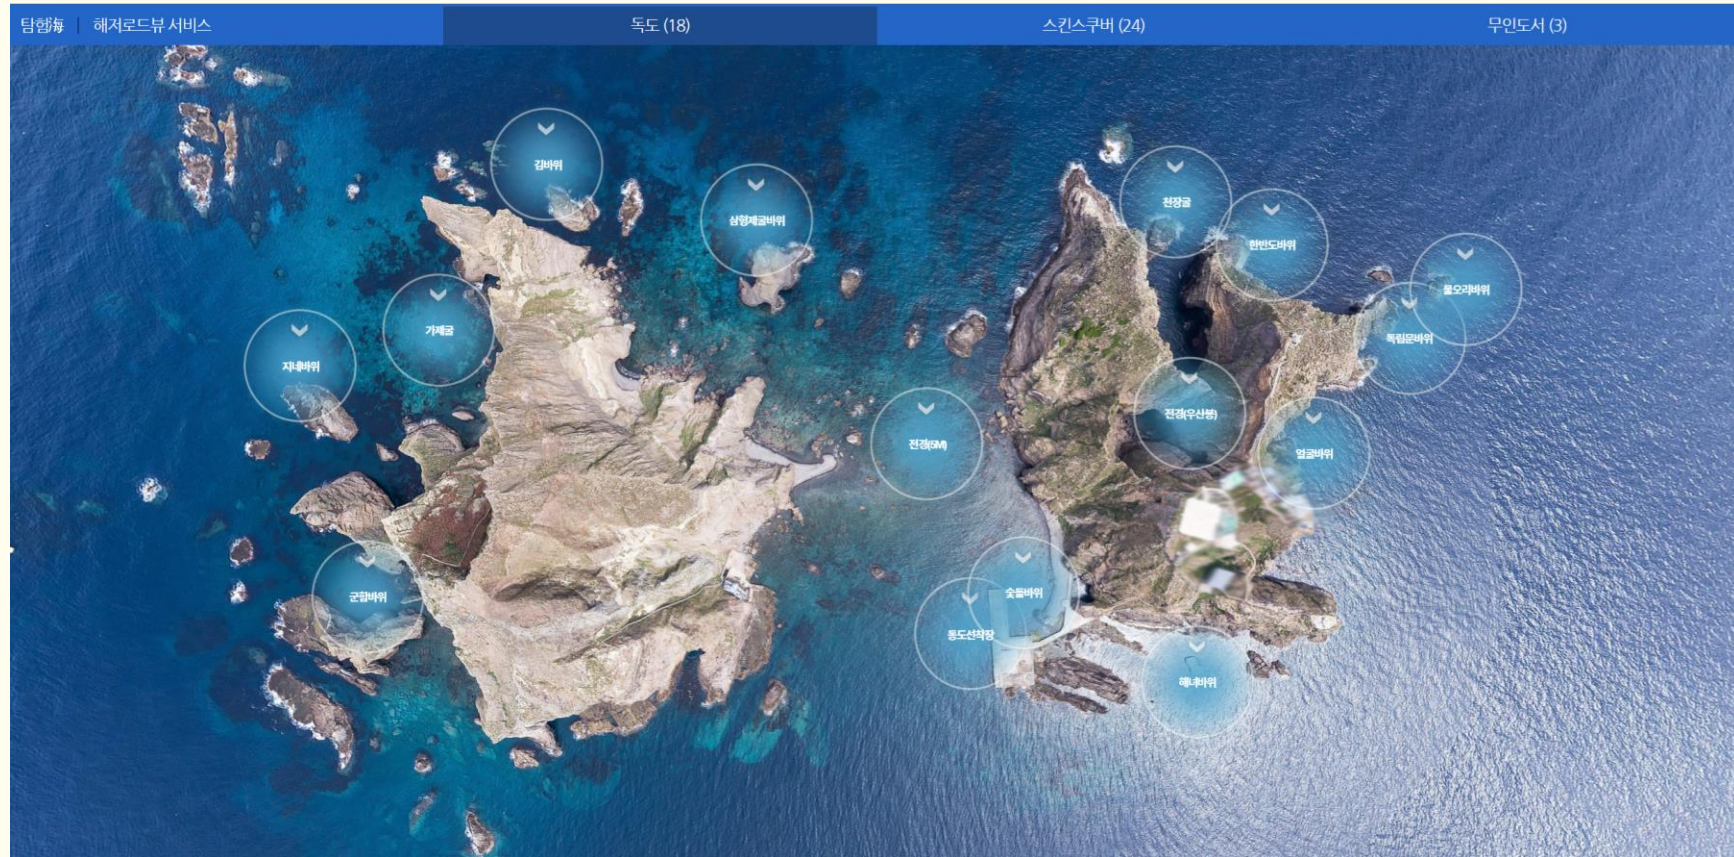 탐험海 | 해저로드뷰 서비스
독도 (18)
스킨스쿠버 (24)
무인도서 (3)
김바위
삼형제굴바위
천장굴
한반도바위
물오리바위
독립문바위
가제굴
지네바위
전경(우산봉)
전경(5M)
얼굴바위
군함바위
숫돌바위
동도선착장
해녀바위